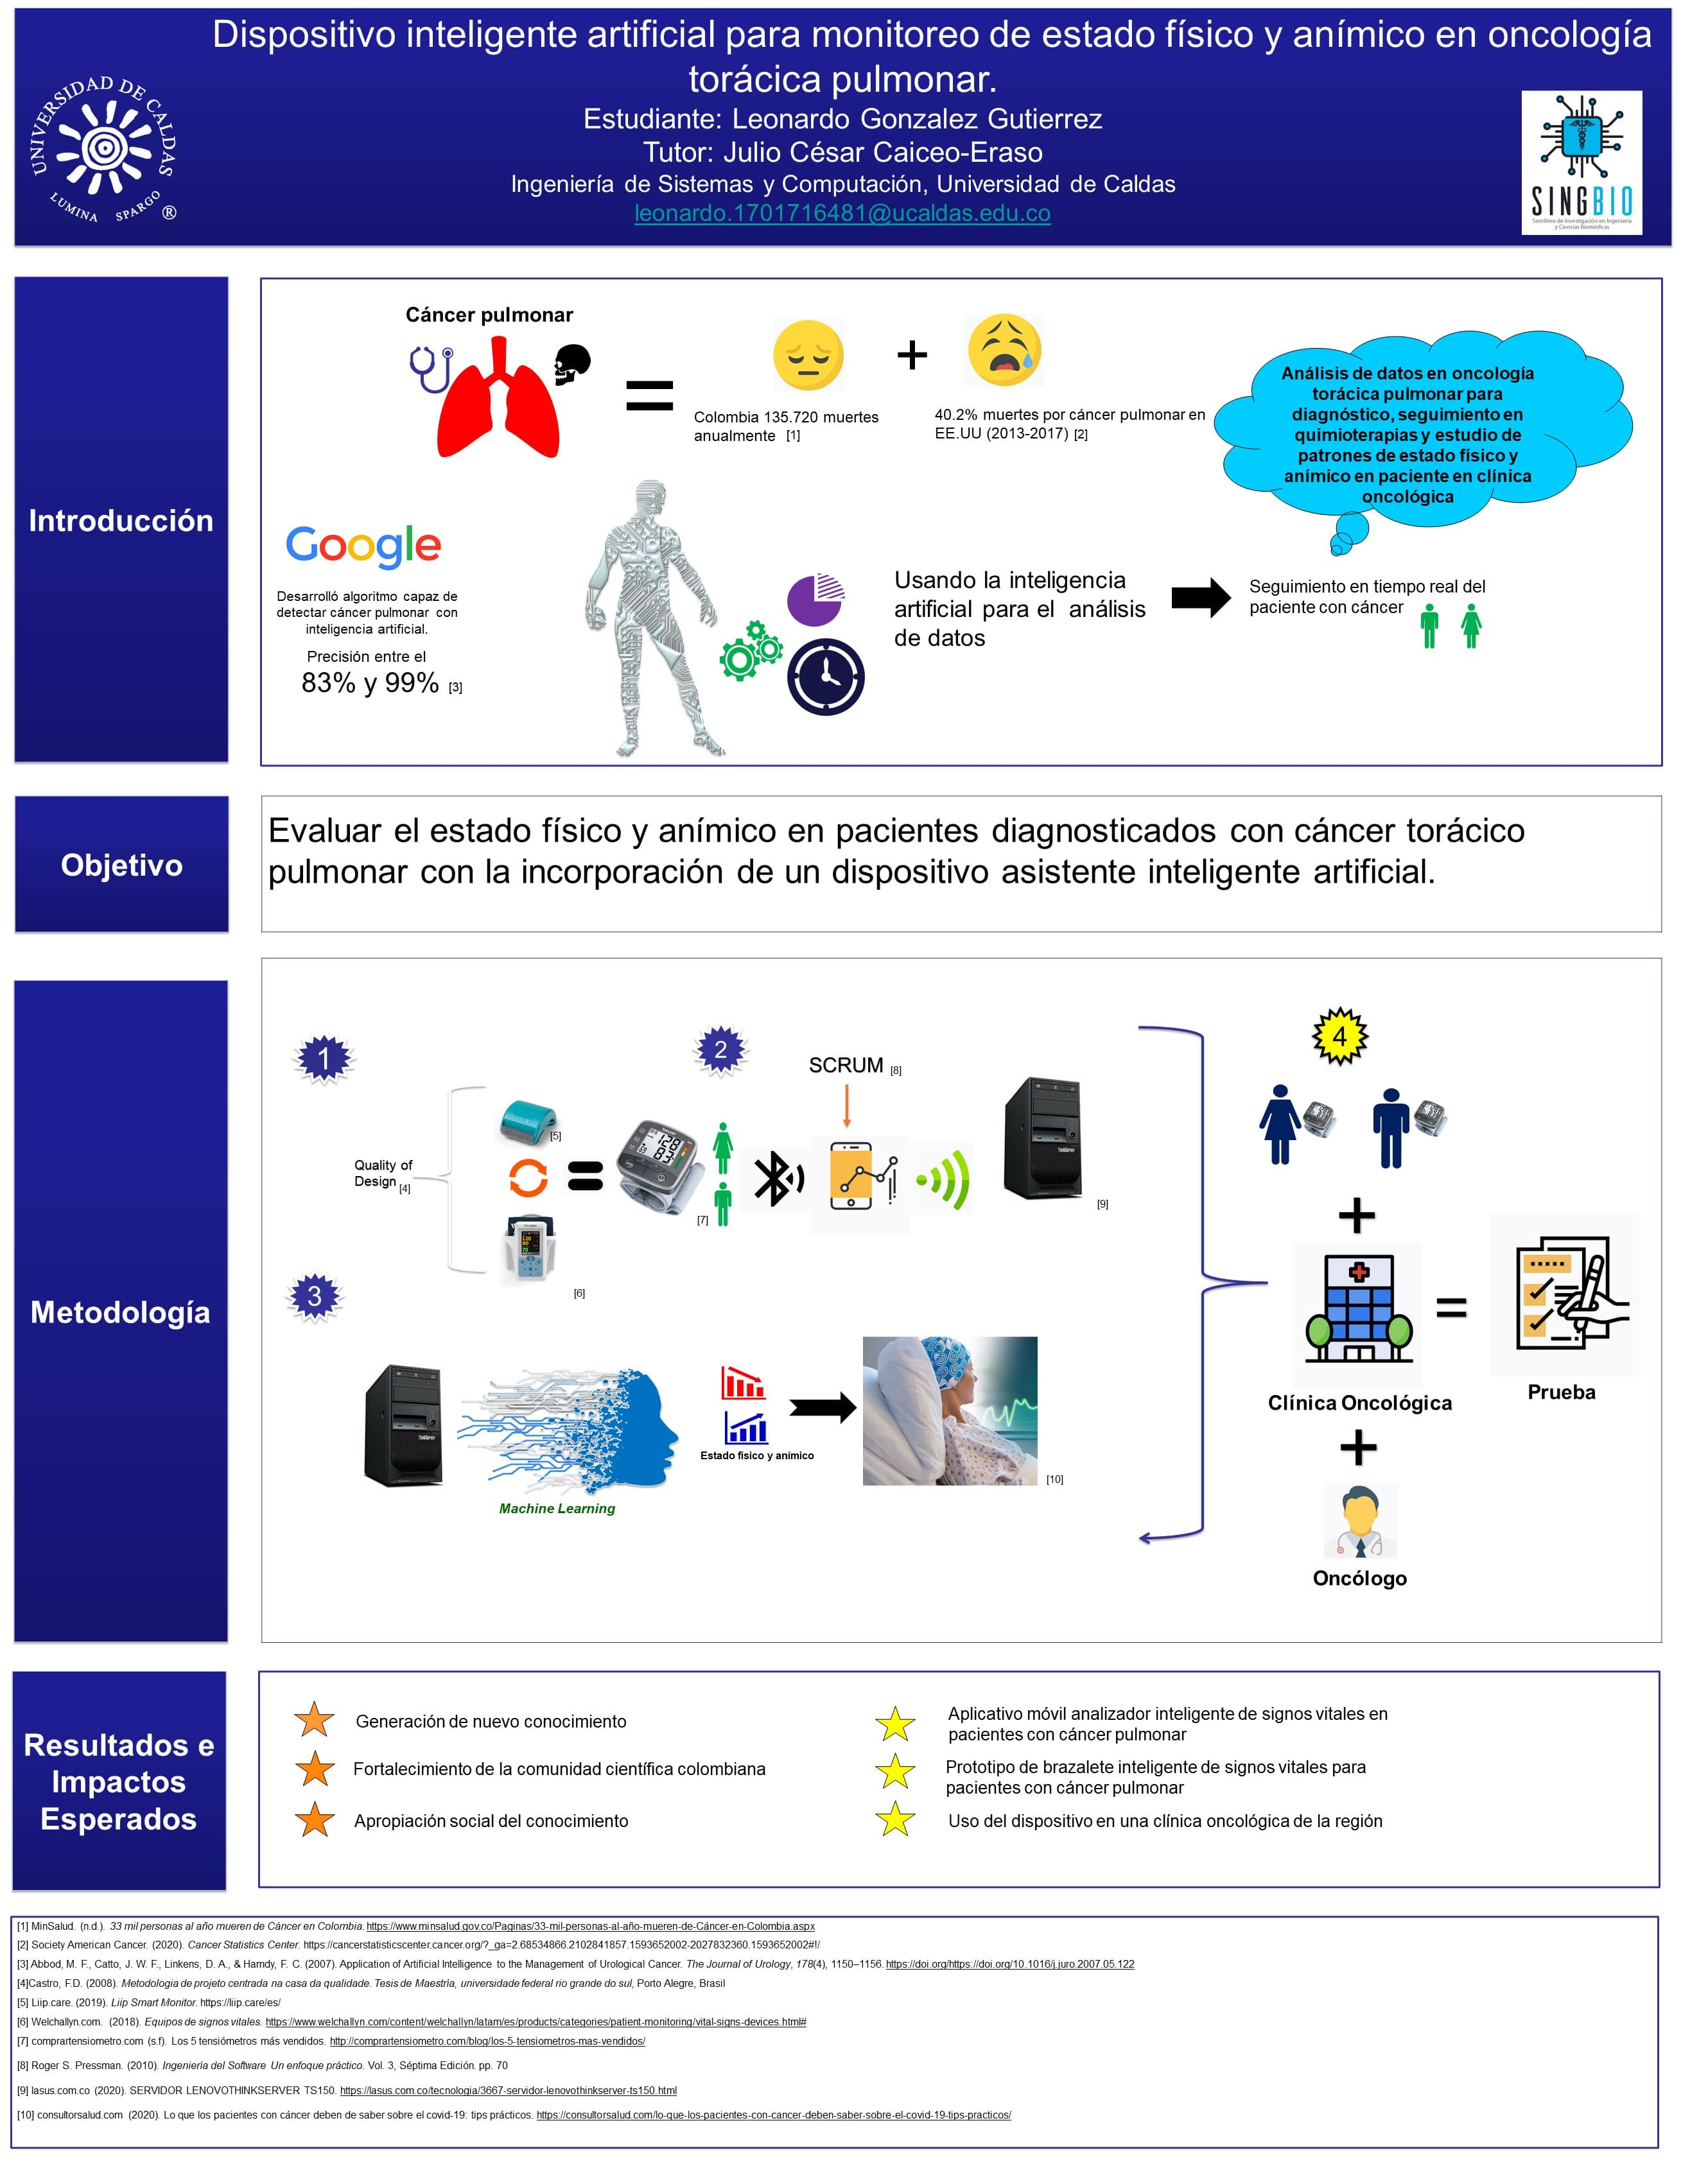 Dispositivo inteligente artificial para monitoreo de estado físico y anímico en oncología
torácica pulmonar.
Estudiante: Leonardo Gonzalez Gutierrez
Tutor: Julio César Caiceo-Eraso
Ingeniería de Sistemas y Computación, Universidad de Caldas
leonardo.1701716481@ucaldas.edu.co
UNIVERSIDAD DE CALDAS
LUMINA SPARGO ®
SINGBIO
Semillero de Investigación en Ingeniería
y Ciencias Biomédicas
Introducción
Cáncer pulmonar
Colombia 135.720 muertes
anualmente [1]
40.2% muertes por cáncer pulmonar en
EE.UU (2013-2017) [2]
Análisis de datos en oncología
torácica pulmonar para
diagnóstico, seguimiento en
quimioterapias y estudio de
patrones de estado físico y
anímico en paciente en clínica
oncológica
Google
Desarrolló algoritmo capaz de
detectar cáncer pulmonar con
inteligencia artificial.
Precisión entre el
83% y 99% [3]
Usando la inteligencia
artificial para el análisis
de datos
Seguimiento en tiempo real del
paciente con cáncer
Objetivo
Evaluar el estado físico y anímico en pacientes diagnosticados con cáncer torácico
pulmonar con la incorporación de un dispositivo asistente inteligente artificial.
Metodología
1
Quality of
Design [4]
[5]
[6]
2
SCRUM [8]
[7]
[9]
3
Machine Learning
Estado físico y anímico
[10]
4
+
Clínica Oncológica
+
Oncólogo
=
Prueba
Resultados e
Impactos
Esperados
Generación de nuevo conocimiento
Fortalecimiento de la comunidad científica colombiana
Apropiación social del conocimiento
Aplicativo móvil analizador inteligente de signos vitales en
pacientes con cáncer pulmonar
Prototipo de brazalete inteligente de signos vitales para
pacientes con cáncer pulmonar
Uso del dispositivo en una clínica oncológica de la región
[1] MinSalud. (n.d.). 33 mil personas al año mueren de Cáncer en Colombia. https://www.minsalud.gov.co/Paginas/33-mil-personas-al-año-mueren-de-Cáncer-en-Colombia.aspx
[2] Society American Cancer. (2020). Cancer Statistics Center. https://cancerstatisticscenter.cancer.org/?_ga=2.68534866.2102841857.1593652002-2027832360.1593652002#!/
[3] Abbod, M. F., Catto, J. W. F., Linkens, D. A., & Hamdy, F. C. (2007). Application of Artificial Intelligence to the Management of Urological Cancer. The Journal of Urology, 178(4), 1150–1156. https://doi.org/https://doi.org/10.1016/j.juro.2007.05.122
[4]Castro, F.D. (2008). Metodologia de projeto centrada na casa da qualidade. Tesis de Maestría, universidade federal rio grande do sul, Porto Alegre, Brasil
[5] Liip.care. (2019). Liip Smart Monitor. https://liip.care/es/
[6] Welchallyn.com. (2018). Equipos de signos vitales. https://www.welchallyn.com/content/welchallyn/latam/es/products/categories/patient-monitoring/vital-signs-devices.html#
[7] comprartensiometro.com (s.f). Los 5 tensiómetros más vendidos. http://comprartensiometro.com/blog/los-5-tensiometros-mas-vendidos/
[8] Roger S. Pressman. (2010). Ingeniería del Software Un enfoque práctico. Vol. 3, Séptima Edición. pp. 70
[9] lasus.com.co (2020). SERVIDOR LENOVOTHINKSERVER TS150. https://lasus.com.co/tecnologia/3667-servidor-lenovothinkserver-ts150.html
[10] consultorsalud.com (2020). Lo que los pacientes con cáncer deben de saber sobre el covid-19: tips prácticos. https://consultorsalud.com/lo-que-los-pacientes-con-cancer-deben-saber-sobre-el-covid-19-tips-practicos/